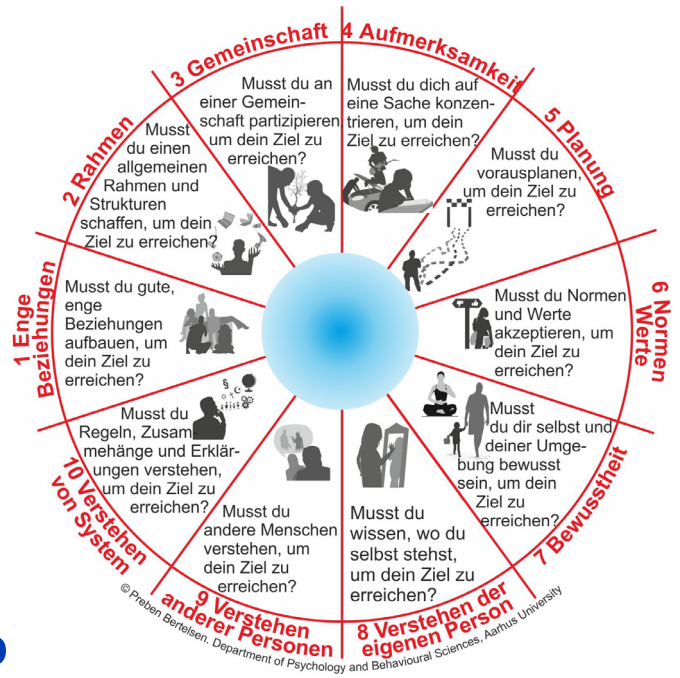 1 Enge
Beziehungen
Musst du gute,
enge
Beziehungen
aufbauen, um
dein Ziel zu
erreichen?
2 Rahmen
Musst
du einen
allgemeinen
Rahmen und
Strukturen
schaffen, um dein
Ziel zu erreichen?
3 Gemeinschaft
Musst du an
einer Gemein-
schaft partizipieren,
um dein Ziel zu
erreichen?
4 Aufmerksamkeit
Musst du dich auf
eine Sache konzen-
trieren, um dein
Ziel zu erreichen?
5 Planung
Musst du
vorausplanen,
um dein Ziel zu
erreichen?
6 Normen
Werte
Musst du Normen
und Werte
akzeptieren, um
dein Ziel zu
erreichen?
7 Bewusstheit
Musst
du dir selbst und
deiner Umge-
bung bewusst
sein, um dein
Ziel zu
erreichen?
8 Verstehen der
eigenen Person
Musst du
wissen, wo du
selbst stehst,
um dein Ziel zu
erreichen?
9 Verstehen
anderer Personen
Musst du
andere Menschen
verstehen, um
dein Ziel zu
erreichen?
10 Verstehen
von System
Musst du
Regeln, Zusam
mehänge und Erklär-
ungen verstehen,
um dein Ziel zu
erreichen?
§
© Preben Bertelsen. Department of Psychology and Behavioural Sciences, Aarhus University